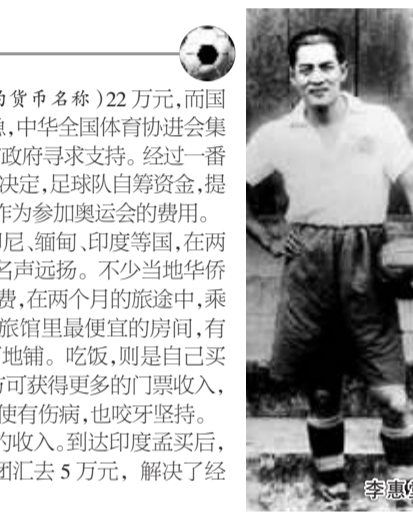 的货币名称)22 万元,而国
,中华全国体育协进会集
政府寻求支持。经过一番
决定,足球队自筹资金,提
作为参加奥运会的费用。
印尼、缅甸、印度等国,在两
名声远扬。不少当地华侨
费,在两个月的旅途中,乘
旅馆里最便宜的房间,有
地铺。吃饭,则是自己买
方可获得更多的门票收入,
使有伤病,也咬牙坚持。
的收入。到达印度孟买后,
团汇去 5 万元，解决了经
李惠堂